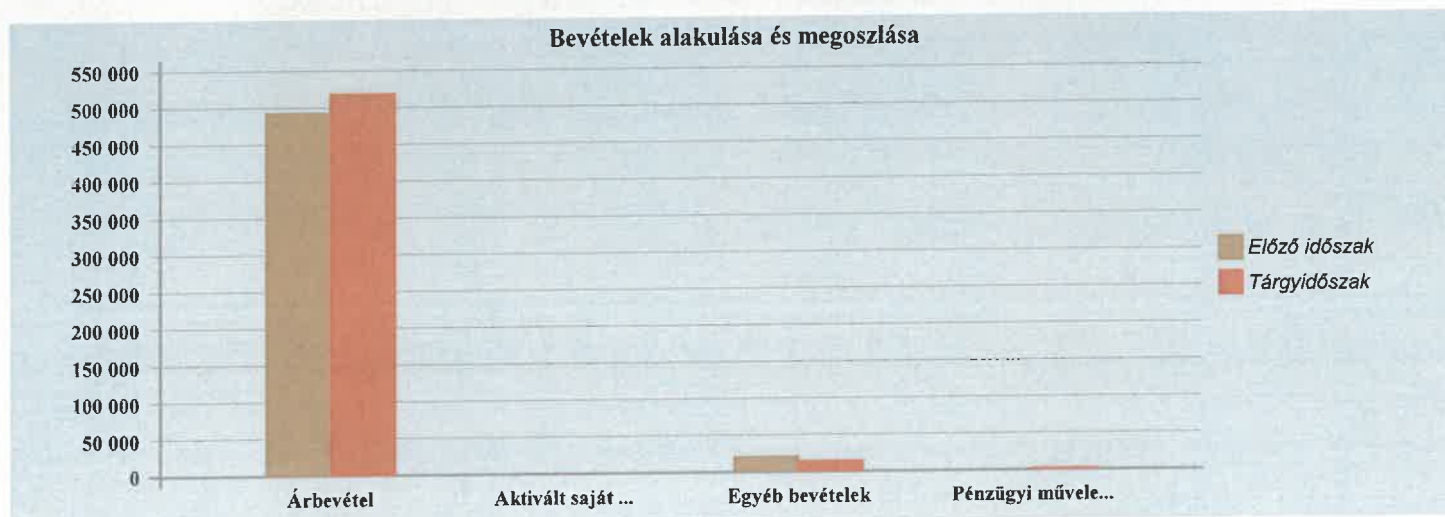 Bevételek alakulása és megoszlása
550 000
500 000
450 000
400 000
350 000
300 000
250 000
200 000
150 000
100 000
50 000
0
Árbevétel
Aktivált saját ...
Egyéb bevételek
Pénzügyi művele...
Előző időszak
Tárgyidőszak